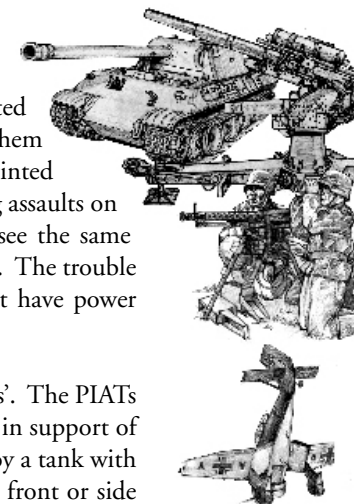 ted
hem
inted
g assaults on
see the same
. The trouble
t have power
s’. The PIATs
in support of
by a tank with
front or side